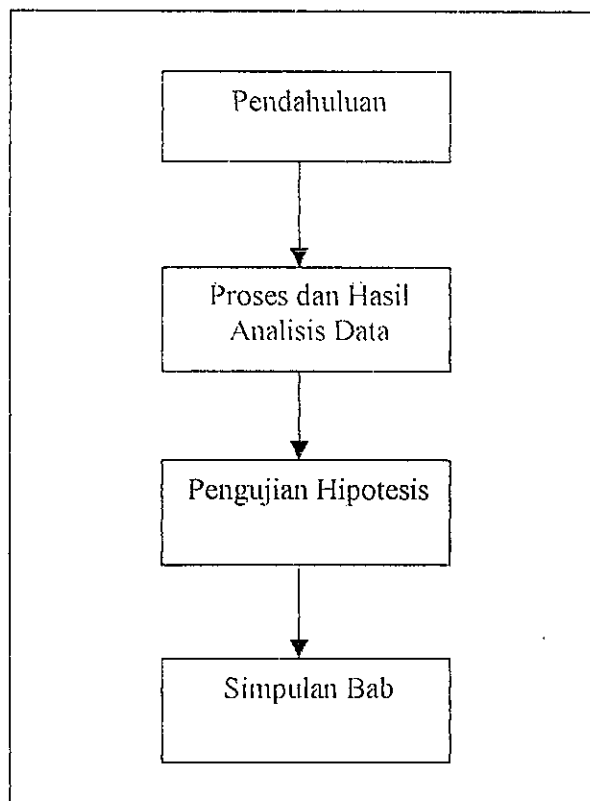 Pendahuluan
Proses dan Hasil
Analisis Data
Pengujian Hipotesis
Simpulan Bab